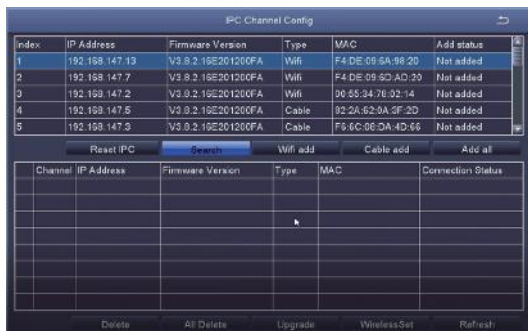 IPC Channel Config
Index IP Address Firmware Version Type MAC Add status
1 192.168.147.13 V3.8.2.16E201200FA Wifi F4:DE:09:6A:98:20 Not added
2 192.168.147.7 V3.8.2.16E201200FA Wifi F4:DE:09:6D:AD:20 Not added
3 192.168.147.2 V3.8.2.16E201200FA Wifi 00:55:34:78:02:14 Not added
4 192.168.147.5 V3.8.2.16E201200FA Cable 82:2A:62:0A:3F:2D Not added
5 192.168.147.3 V3.8.2.16E201200FA Cable F6:6C:06:DA:4D:66 Not added
Reset IPC Search Wifi add Cable add Add all
Channel IP Address Firmware Version Type MAC Connection Status
Delete All Delete Upgrade WirelessSet Refresh